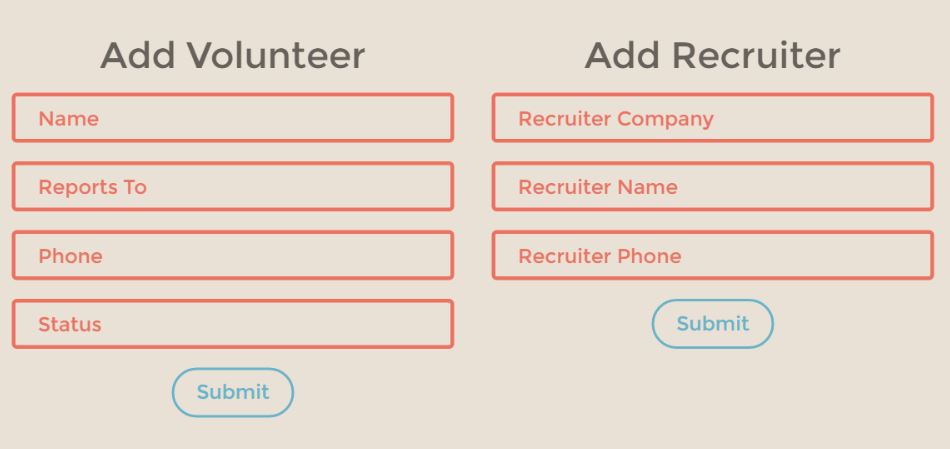 Add Volunteer
Name
Reports To
Phone
Status
Submit
Add Recruiter
Recruiter Company
Recruiter Name
Recruiter Phone
Submit